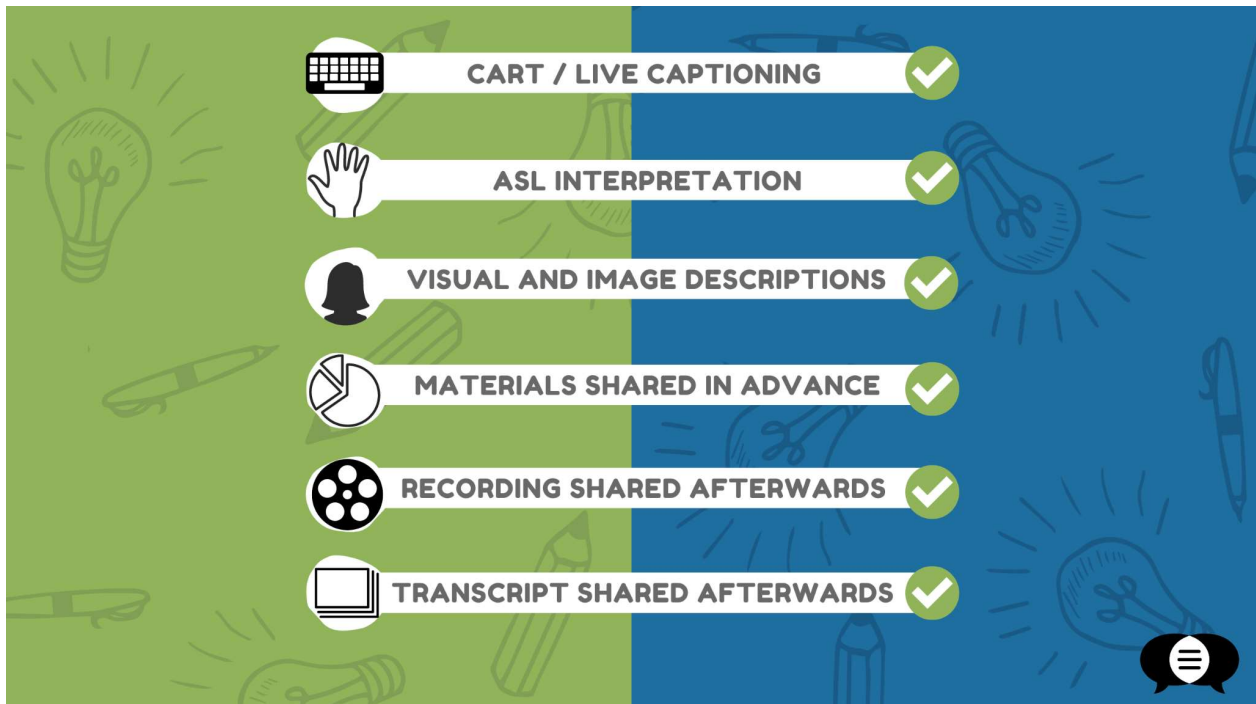 CART / LIVE CAPTIONING
ASL INTERPRETATION
VISUAL AND IMAGE DESCRIPTIONS
MATERIALS SHARED IN ADVANCE
RECORDING SHARED AFTERWARDS
TRANSCRIPT SHARED AFTERWARDS